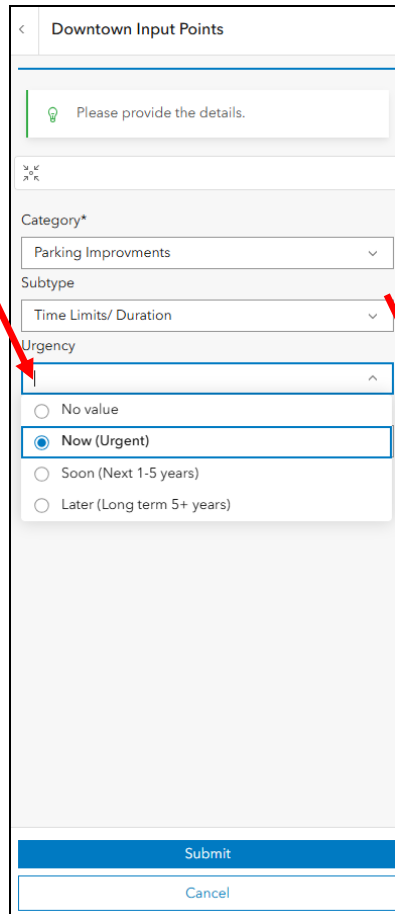 Downtown Input Points
Please provide the details.
Category*
Parking Improvments
Subtype
Time Limits/ Duration
Urgency
No value
Now (Urgent)
Soon (Next 1-5 years)
Later (Long term 5+ years)
Submit
Cancel